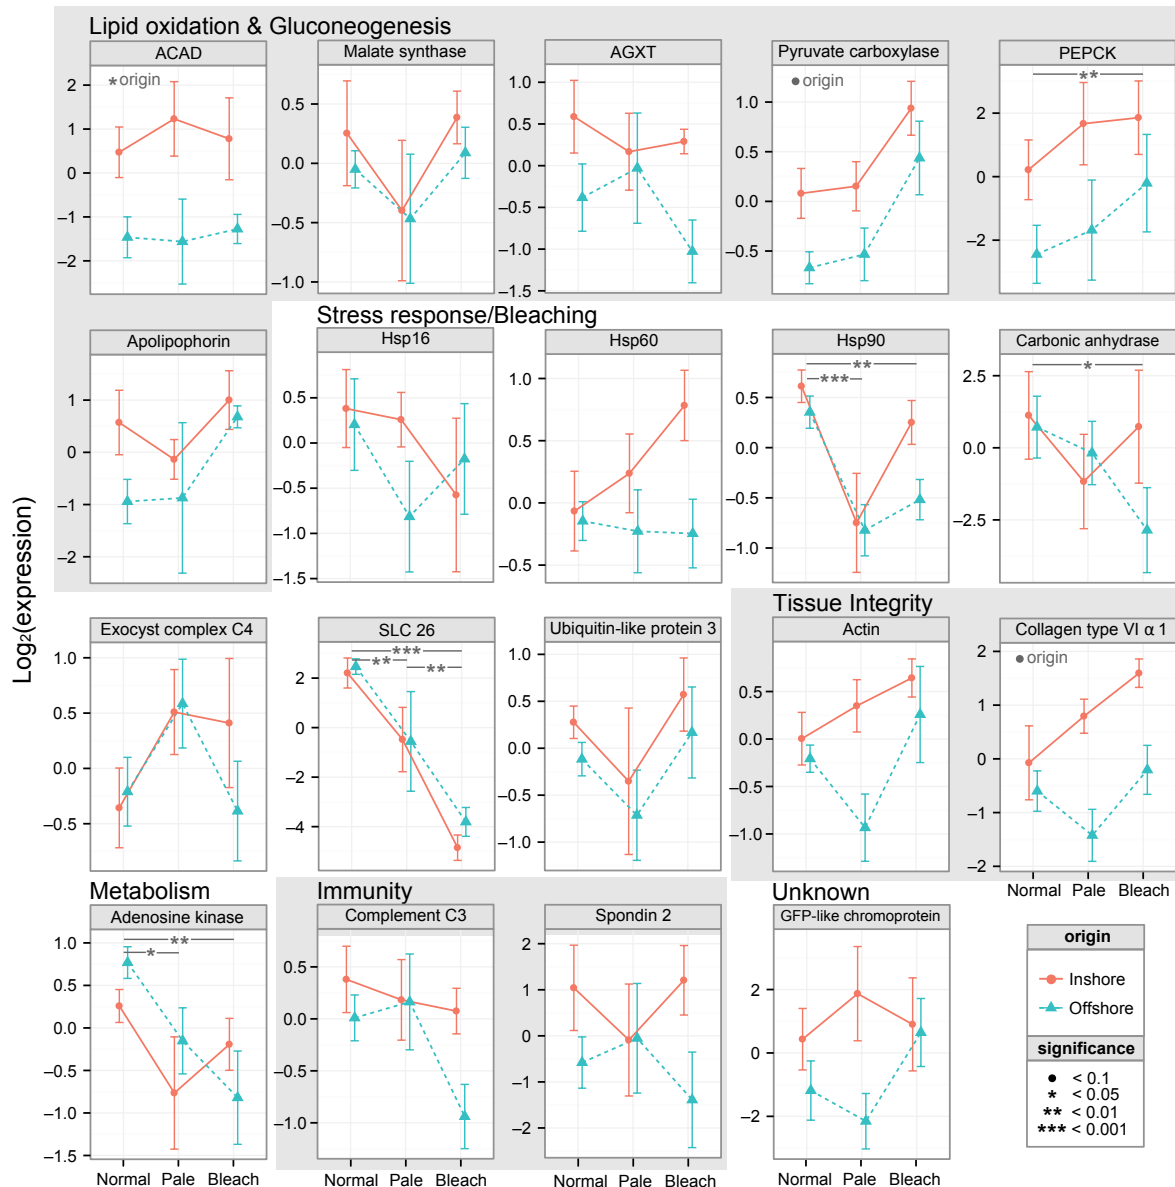 Lipid oxidation & Gluconeogenesis
ACAD
Malate synthase
AGXT
Pyruvate carboxylase
PEPCK
* origin
● origin
**
2
1
0
–1
–2
0.5
0.0
–0.5
–1.0
1.0
0.5
0.0
–0.5
–1.0
–1.5
1.0
0.5
0.0
–0.5
2
0
–2
Stress response/Bleaching
Apolipophorin
Hsp16
Hsp60
Hsp90
Carbonic anhydrase
**
***
*
1
0
–1
–2
0.5
0.0
–0.5
–1.0
–1.5
1.0
0.5
0.0
–0.5
0.5
0.0
–0.5
–1.0
2.5
0.0
–2.5
Log2(expression)
Tissue Integrity
Exocyst complex C4
SLC 26
Ubiquitin-like protein 3
Actin
Collagen type VI α 1
***
**
**
● origin
1.0
0.5
0.0
–0.5
2
0
–2
–4
1.0
0.5
0.0
–0.5
–1.0
0.5
0.0
–0.5
–1.0
2
1
0
–1
–2
Normal Pale Bleach
Metabolism
Immunity
Unknown
Adenosine kinase
Complement C3
Spondin 2
GFP-like chromoprotein
**
*
1.0
0.5
0.0
–0.5
–1.0
–1.5
0.5
0.0
–0.5
–1.0
2
1
0
–1
–2
2
0
–2
Normal Pale Bleach
Normal Pale Bleach
Normal Pale Bleach
Normal Pale Bleach
origin
Inshore
Offshore
significance
● < 0.1
* < 0.05
** < 0.01
*** < 0.001